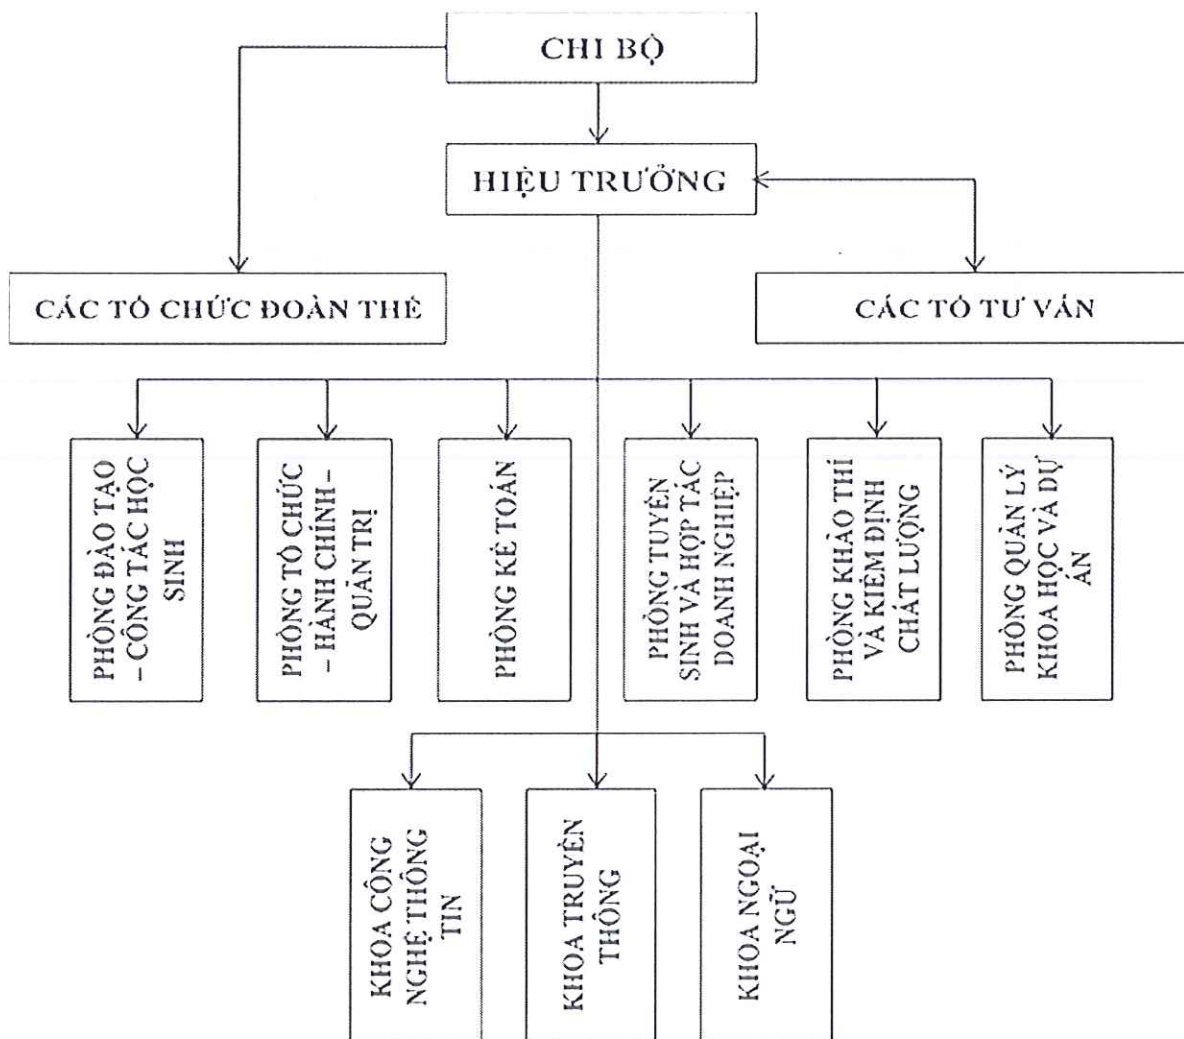 CHI BỘ
HIỆU TRƯỞNG
CÁC TỔ CHỨC ĐOÀN THỂ
CÁC TỔ TƯ VẤN
PHÒNG ĐÀO TẠO
– CÔNG TÁC HỌC
SINH
PHÒNG TỔ CHỨC
– HÀNH CHÍNH –
QUẢN TRỊ
PHÒNG KẾ TOÁN
PHÒNG TUYỂN
SINH VÀ HỢP TÁC
DOANH NGHIỆP
PHÒNG KHẢO THÍ
VÀ KIỂM ĐỊNH
CHẤT LƯỢNG
PHÒNG QUẢN LÝ
KHOA HỌC VÀ DỰ
ÁN
KHOA CÔNG
NGHỆ THÔNG
TIN
KHOA TRUYỀN
THÔNG
KHOA NGOẠI
NGỮ